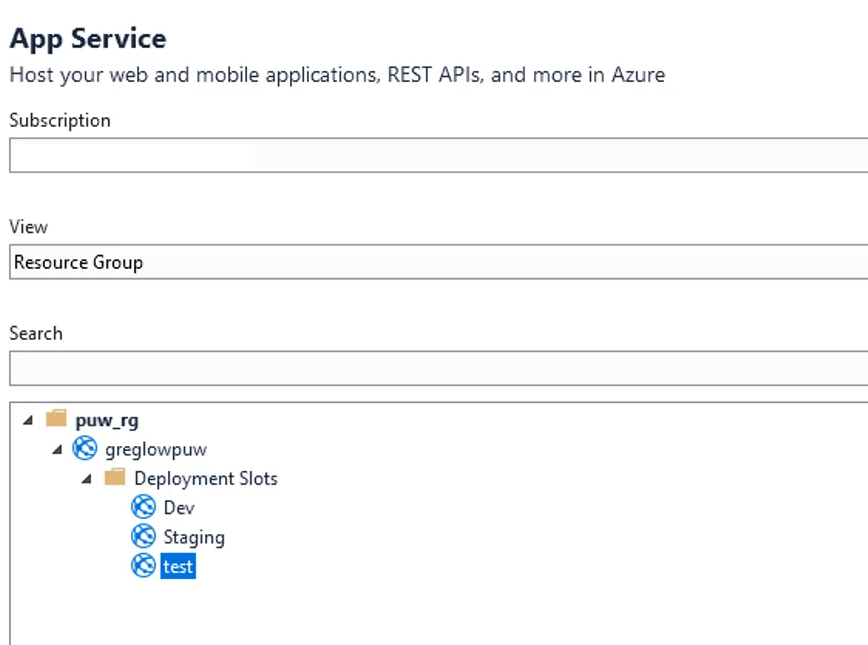 App Service
Host your web and mobile applications, REST APIs, and more in Azure
Subscription
View
Resource Group
Search
puw_rg
greglowpuw
Deployment Slots
Dev
Staging
test